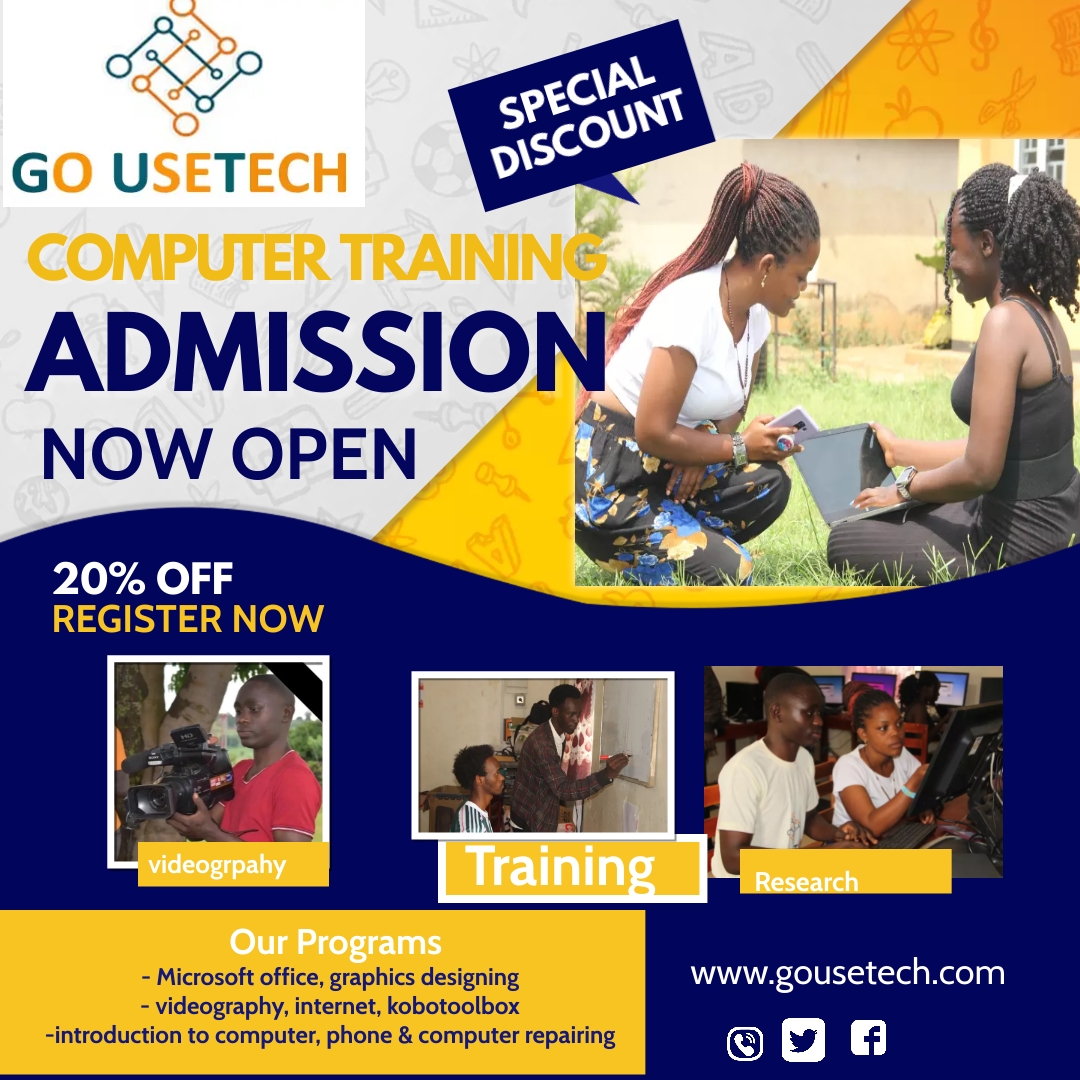 GO USETECH
SPECIAL
DISCOUNT
COMPUTER TRAINING
ADMISSION
NOW OPEN
20% OFF
REGISTER NOW
videogrpahy
Training
Research
Our Programs
- Microsoft office, graphics designing
- videography, internet, kobotoolbox
-introduction to computer, phone & computer repairing
www.gousetech.com